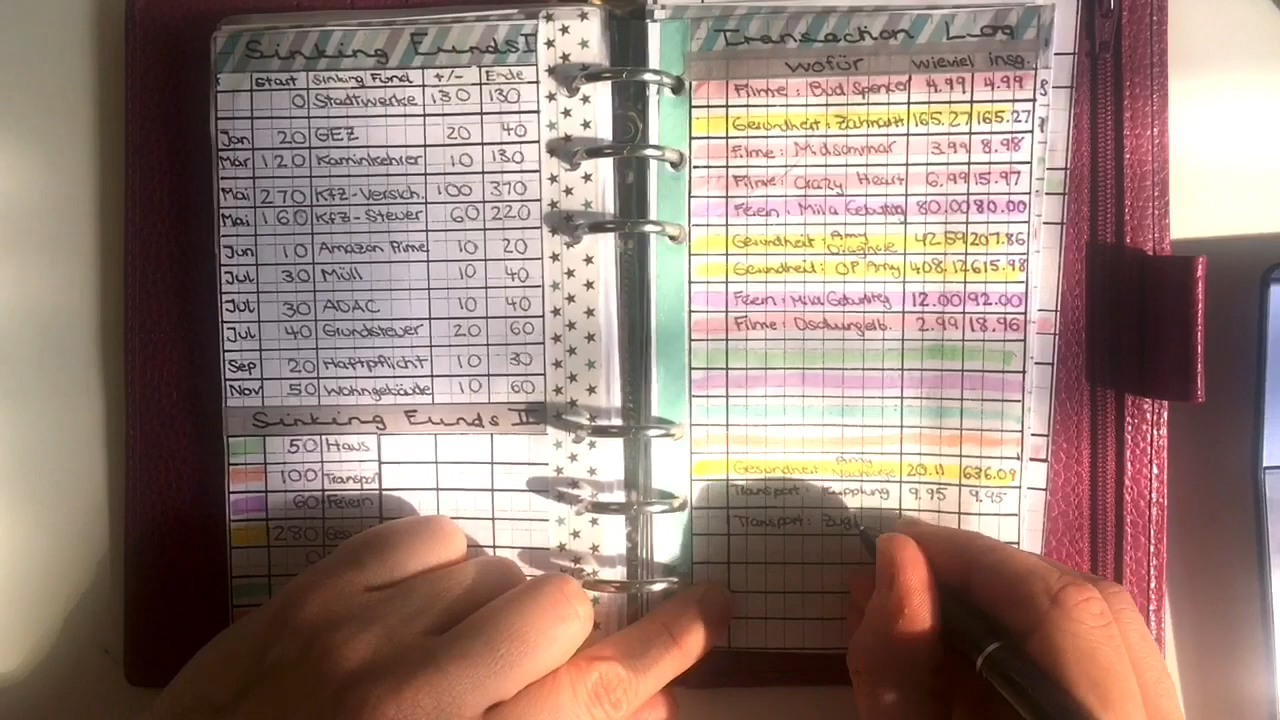 Sinking Funds I
Start Sinking Fund +/- Ende
0 Stadtwerke 130 130
Jan 20 GEZ 20 40
Mär 120 Kaminkehrer 10 130
Mai 270 Kfz-Versich. 100 370
Mai 160 Kfz-Steuer 60 220
Jun 10 Amazon Prime 10 20
Jul 30 Müll 10 40
Jul 30 ADAC 10 40
Jul 40 Grundsteuer 20 60
Sep 20 Haftpflicht 10 30
Nov 50 Wohngebäude 10 60
Sinking Funds II
50 Haus
100 Transport
60 Feiern
280
0
Transaction Log
wofür wieviel insg.
Filme: Bud Spencer 4.99 4.99
Gesundheit: Zahnarzt 165.27 165.27
Filme: Midsommar 3.99 8.98
Filme: Crazy Heart 6.99 15.97
Feiern: Mila Geburtstag 80.00 80.00
Gesundheit: Amy Diagnose 42.59 207.86
Gesundheit: OP Amy 408.12 615.98
Feiern: Mila Geburtstag 12.00 92.00
Filme: Dschungelb. 2.99 18.96
Gesundheit: Amy Nachsorge 20.11 636.09
Transport: Kupplung 9.95 9.95
Transport: Zug